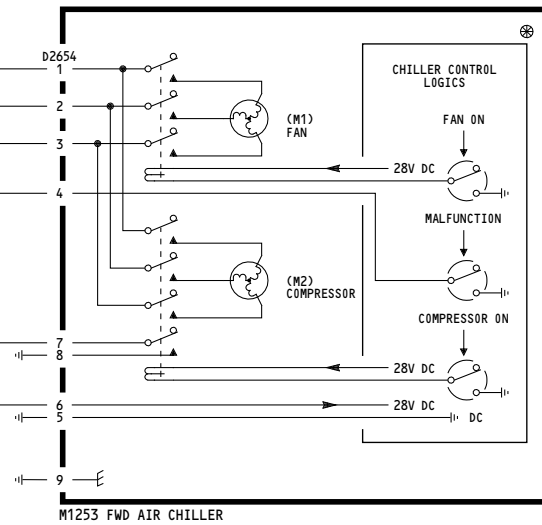 D2654
1
CHILLER CONTROL
LOGICS
2
(M1)
FAN
FAN ON
3
28V DC
4
MALFUNCTION
(M2)
COMPRESSOR
COMPRESSOR ON
7
8
28V DC
6
28V DC
5
DC
9
M1253 FWD AIR CHILLER